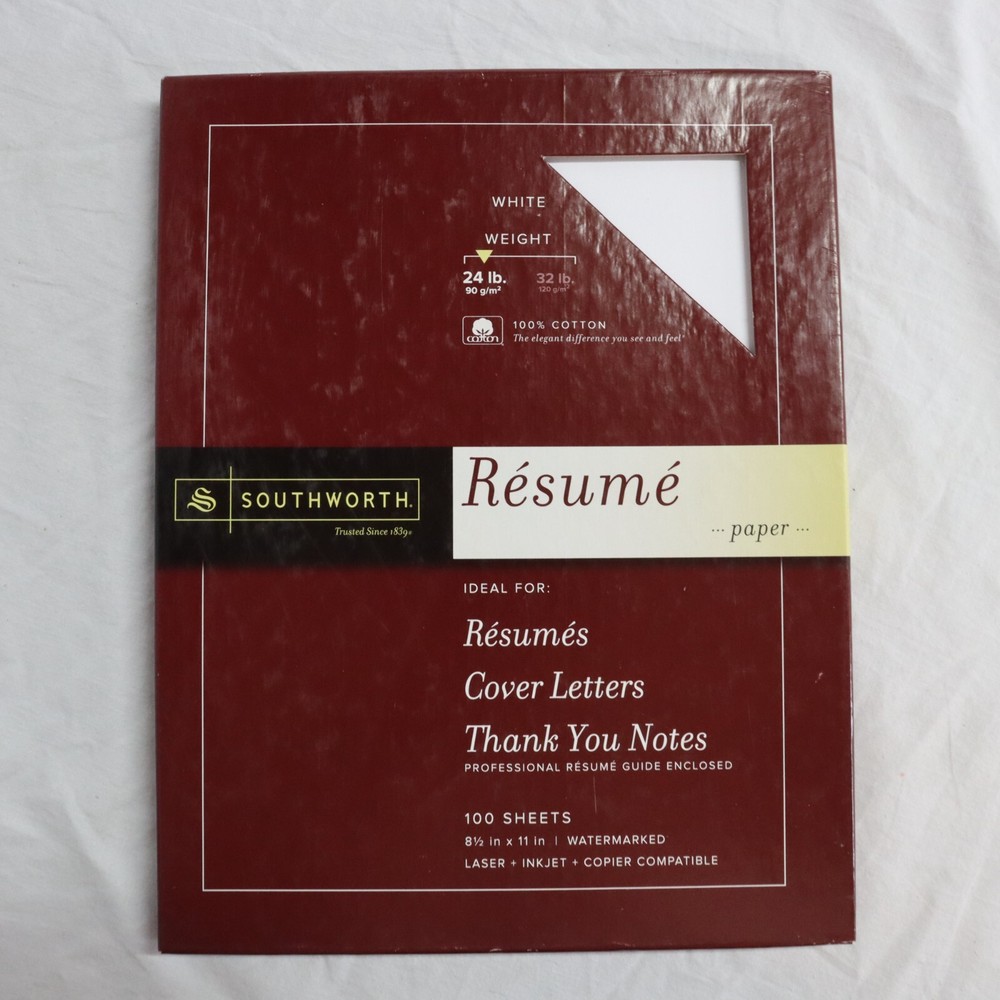 WHITE
WEIGHT
24 lb. 32 lb.
90 g/m² 120 g/m²
cotton
100% COTTON
The elegant difference you see and feel®
S SOUTHWORTH®
Trusted Since 1839®
Résumé
... paper ...
IDEAL FOR:
Résumés
Cover Letters
Thank You Notes
PROFESSIONAL RÉSUMÉ GUIDE ENCLOSED
100 SHEETS
8½ in x 11 in | WATERMARKED
LASER + INKJET + COPIER COMPATIBLE